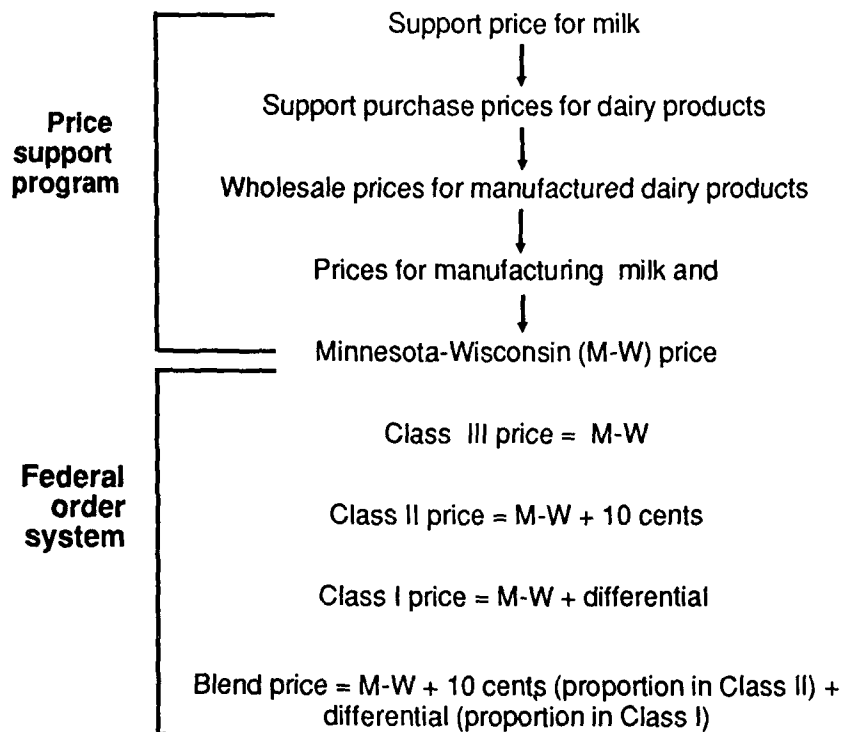 Support price for milk
Price
support
program
Support purchase prices for dairy products
Wholesale prices for manufactured dairy products
Prices for manufacturing milk and
Minnesota-Wisconsin (M-W) price
Federal
order
system
Class III price = M-W
Class II price = M-W + 10 cents
Class I price = M-W + differential
Blend price = M-W + 10 cents (proportion in Class II) +
differential (proportion in Class I)